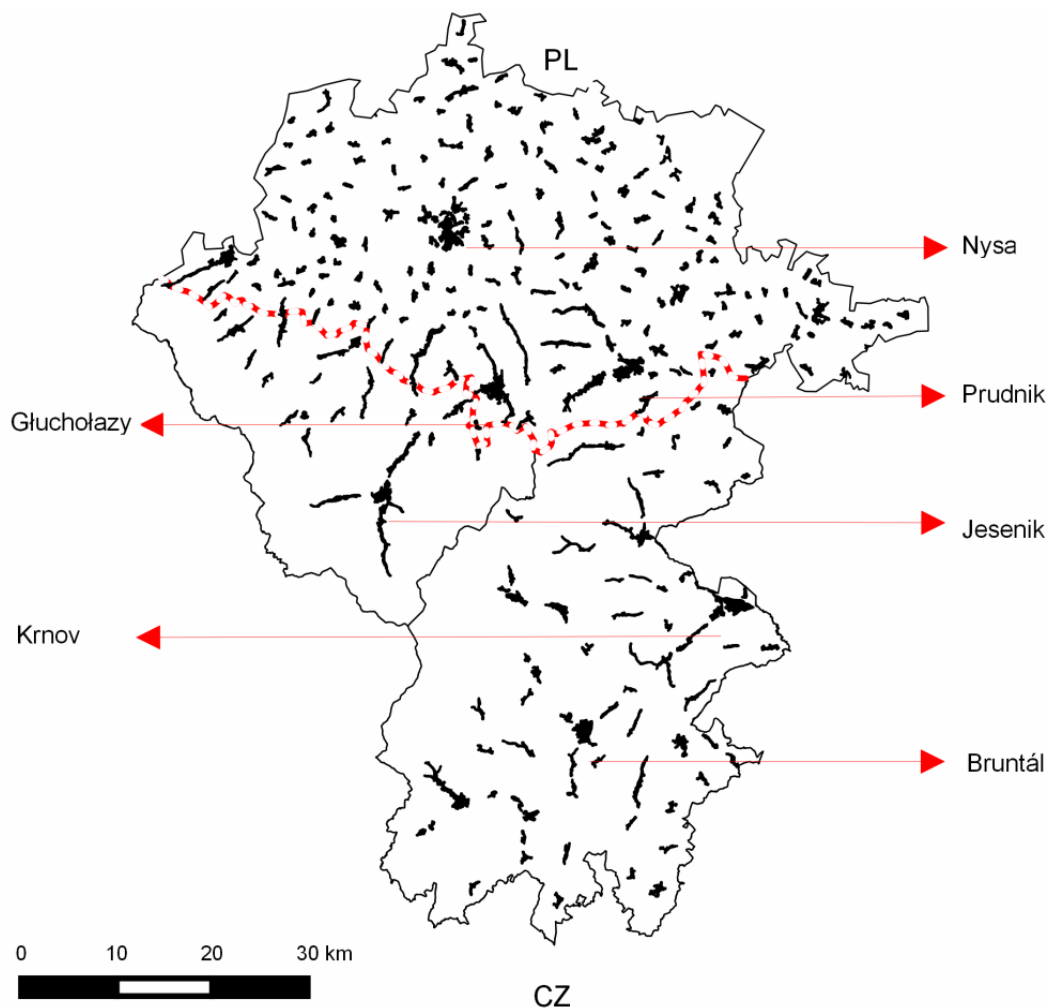 PL
Nysa
Prudnik
Głuchołazy
Jesenik
Krnov
Bruntál
0 10 20 30 km
CZ